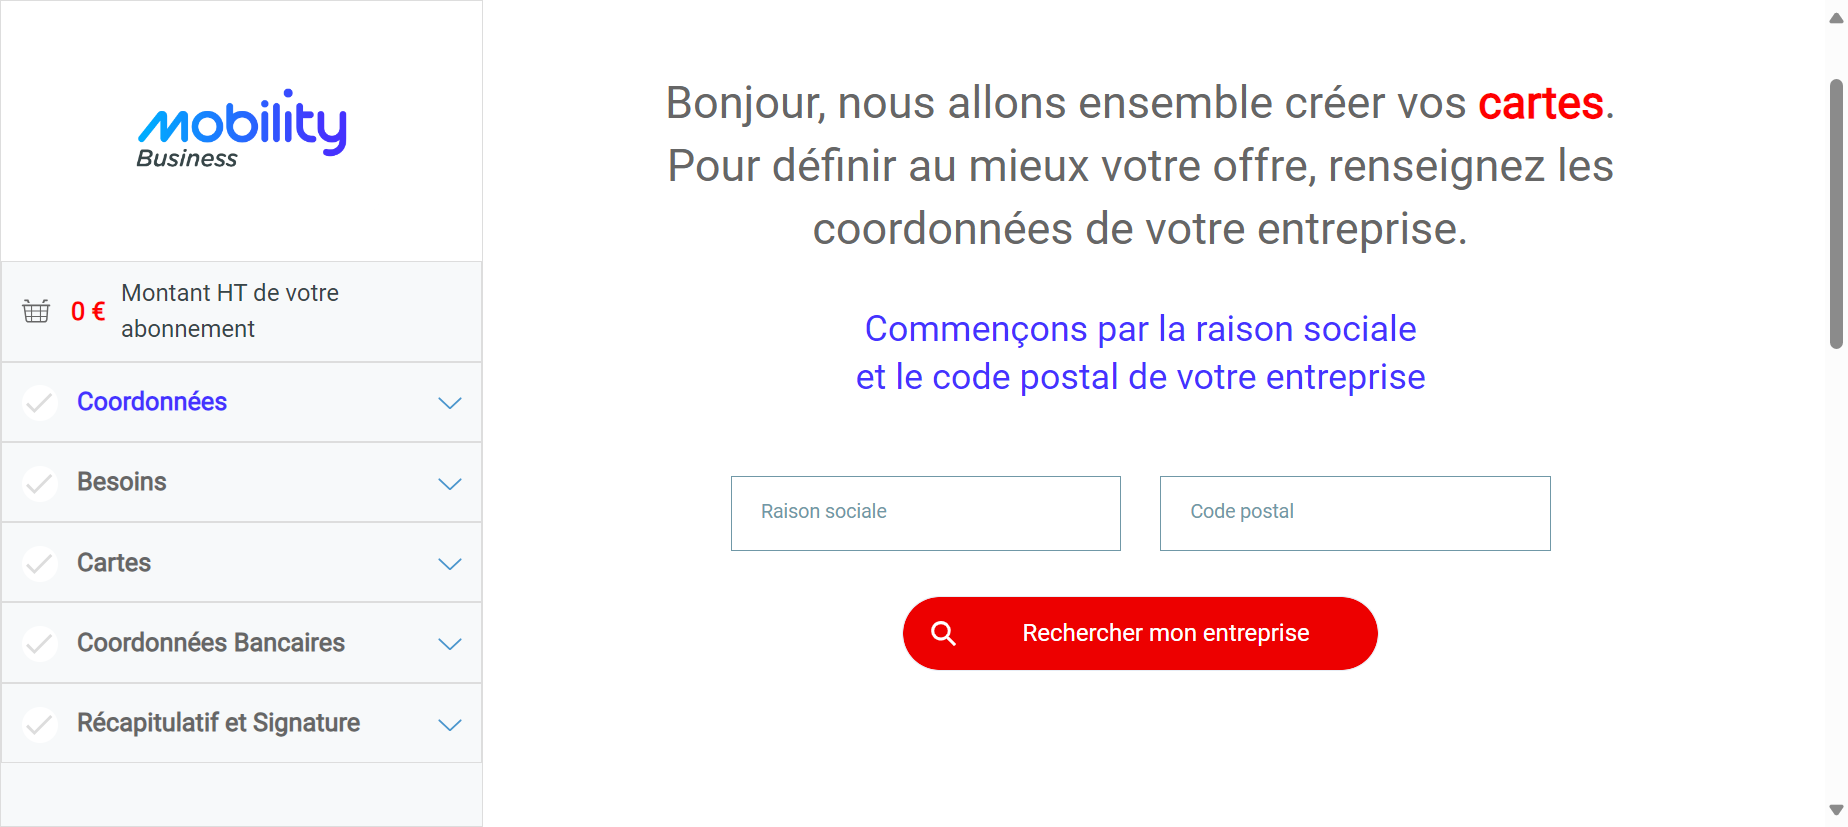 mobility
Business
0 €
Montant HT de votre
abonnement
Coordonnées
Besoins
Cartes
Coordonnées Bancaires
Récapitulatif et Signature
Bonjour, nous allons ensemble créer vos cartes.
Pour définir au mieux votre offre, renseignez les
coordonnées de votre entreprise.
Commençons par la raison sociale
et le code postal de votre entreprise
Raison sociale
Code postal
Rechercher mon entreprise